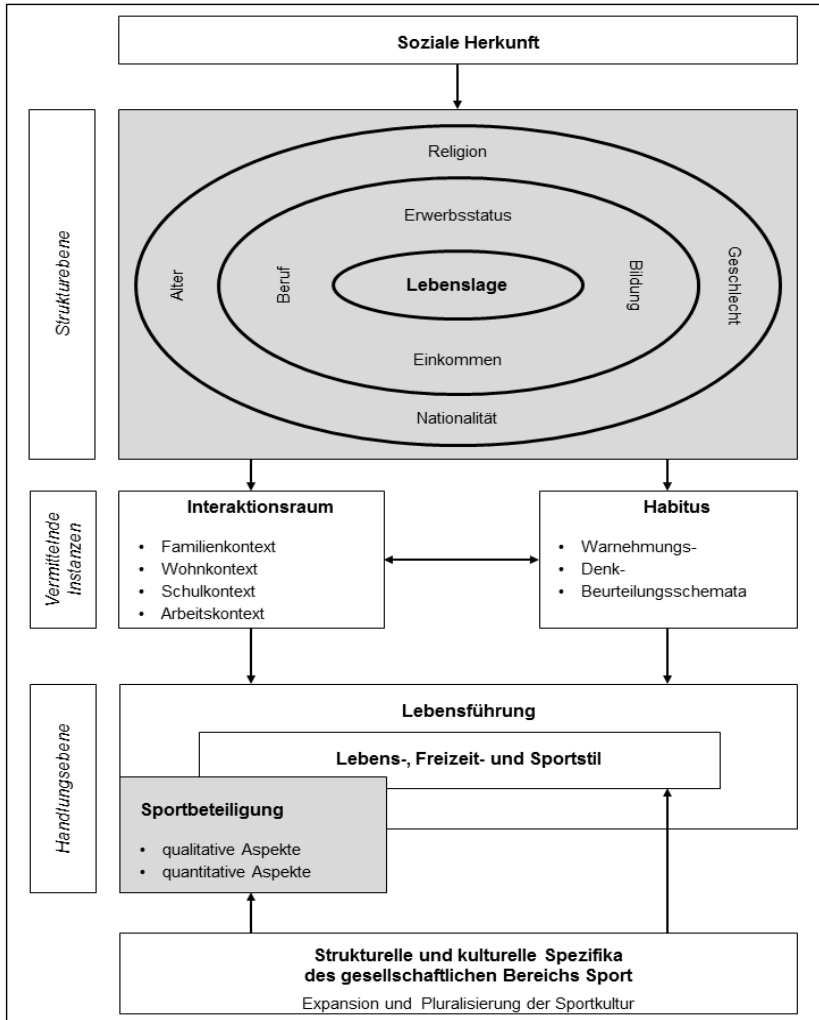 Soziale Herkunft
Strukturebene
Religion
Erwerbsstatus
Alter
Beruf
Lebenslage
Bildung
Geschlecht
Einkommen
Nationalität
Vermittelnde
Instanzen
Interaktionsraum
• Familienkontext
• Wohnkontext
• Schulkontext
• Arbeitskontext
Habitus
• Warnehmungs-
• Denk-
• Beurteilungsschemata
Handlungsebene
Lebensführung
Lebens-, Freizeit- und Sportstil
Sportbeteiligung
• qualitative Aspekte
• quantitative Aspekte
Strukturelle und kulturelle Spezifika
des gesellschaftlichen Bereichs Sport
Expansion und Pluralisierung der Sportkultur